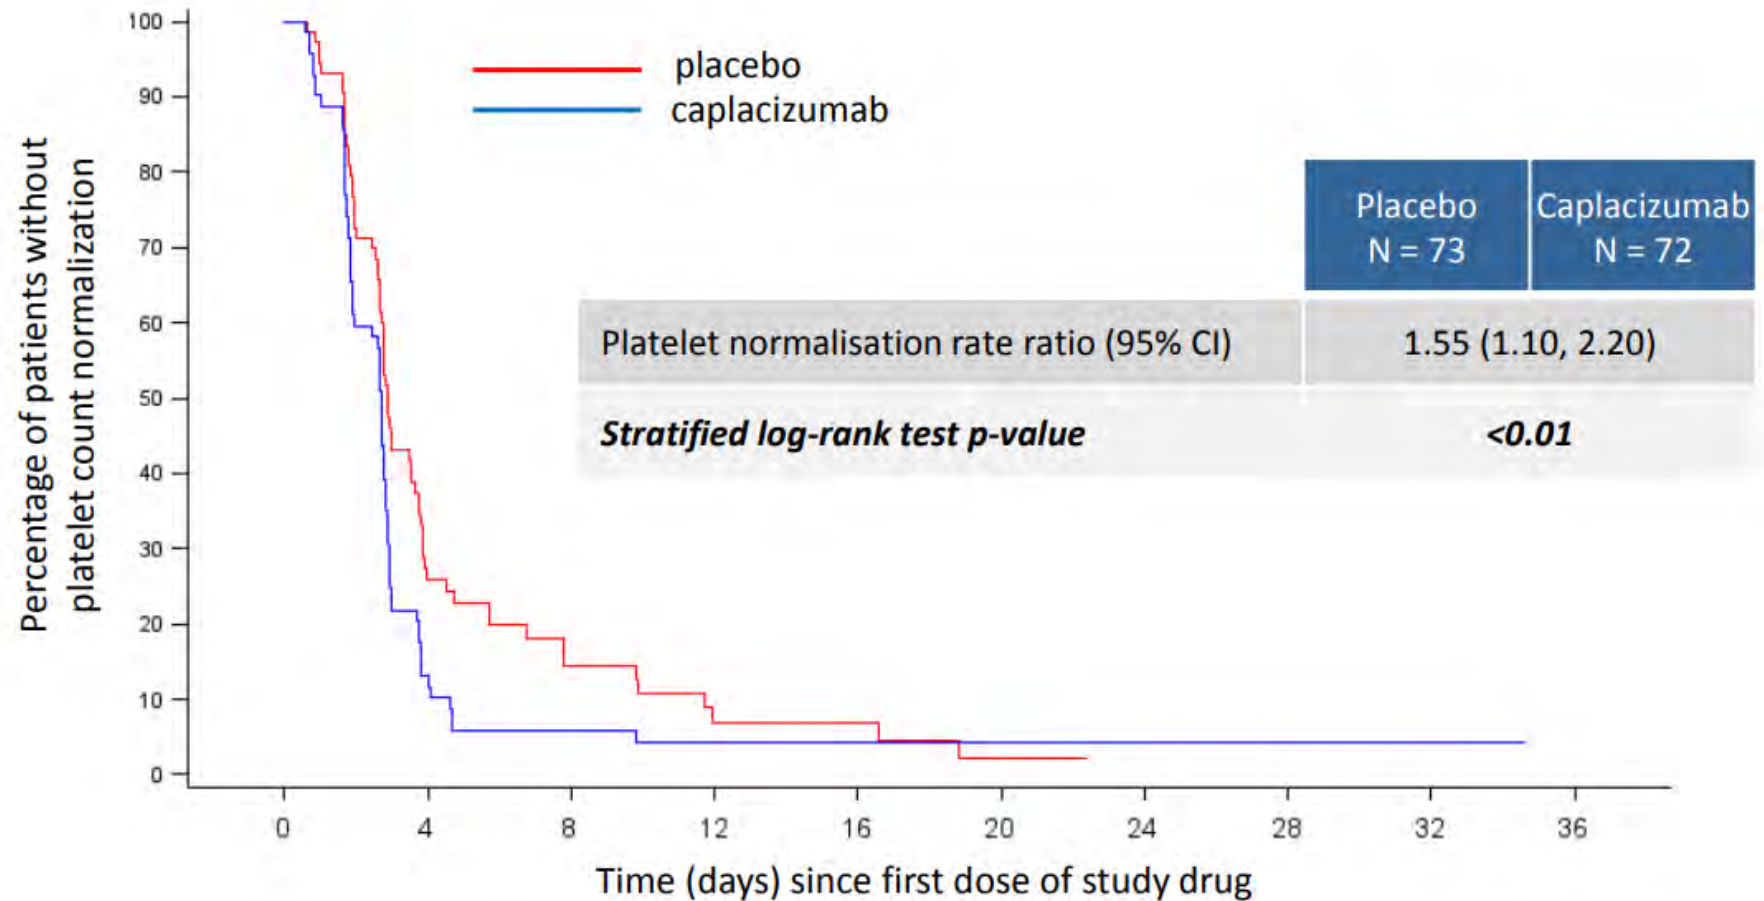 Percentage of patients without
platelet count normalization
100
90
80
70
60
50
40
30
20
10
0
placebo
caplacizumab
Placebo
N = 73
Caplacizumab
N = 72
Platelet normalisation rate ratio (95% CI) 1.55 (1.10, 2.20)
Stratified log-rank test p-value <0.01
0 4 8 12 16 20 24 28 32 36
Time (days) since first dose of study drug